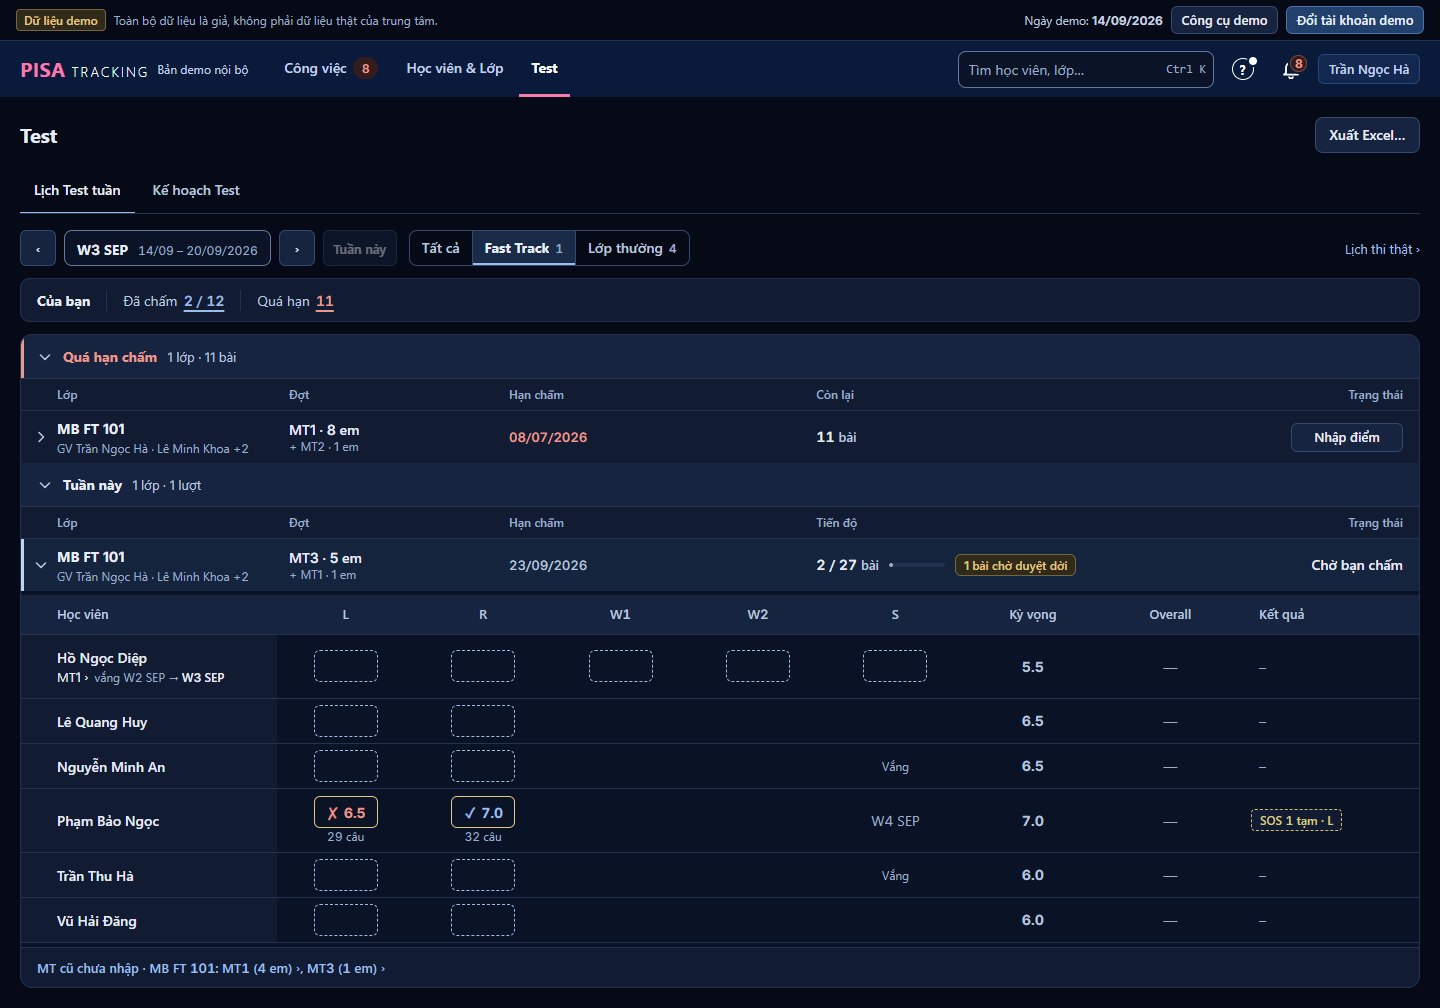 Dữ liệu demo Toàn bộ dữ liệu là giả, không phải dữ liệu thật của trung tâm. Ngày demo: 14/09/2026 Công cụ demo Đổi tài khoản demo
PISA TRACKING Bản demo nội bộ Công việc 8 Học viên & Lớp Test Tìm học viên, lớp... Ctrl K ? 8 Trần Ngọc Hà
Test Xuất Excel...
Lịch Test tuần Kế hoạch Test
‹ W3 SEP 14/09 – 20/09/2026 › Tuần này Tất cả Fast Track 1 Lớp thường 4 Lịch thi thật ›
Của bạn Đã chấm 2 / 12 Quá hạn 11
Quá hạn chấm 1 lớp · 11 bài
Lớp Đợt Hạn chấm Còn lại Trạng thái
MB FT 101 MT1 · 8 em 08/07/2026 11 bài Nhập điểm
GV Trần Ngọc Hà · Lê Minh Khoa +2 + MT2 · 1 em
Tuần này 1 lớp · 1 lượt
Lớp Đợt Hạn chấm Tiến độ Trạng thái
MB FT 101 MT3 · 5 em 23/09/2026 2 / 27 bài 1 bài chờ duyệt dời Chờ bạn chấm
GV Trần Ngọc Hà · Lê Minh Khoa +2 + MT1 · 1 em
Học viên L R W1 W2 S Kỳ vọng Overall Kết quả
Hồ Ngọc Diệp 5.5 — –
MT1 › vắng W2 SEP → W3 SEP
Lê Quang Huy 6.5 — –
Nguyễn Minh An Vắng 6.5 — –
Phạm Bảo Ngọc ✗ 6.5 ✓ 7.0 W4 SEP 7.0 — SOS 1 tạm · L
29 câu 32 câu
Trần Thu Hà Vắng 6.0 — –
Vũ Hải Đăng 6.0 — –
MT cũ chưa nhập · MB FT 101: MT1 (4 em) ›, MT3 (1 em) ›